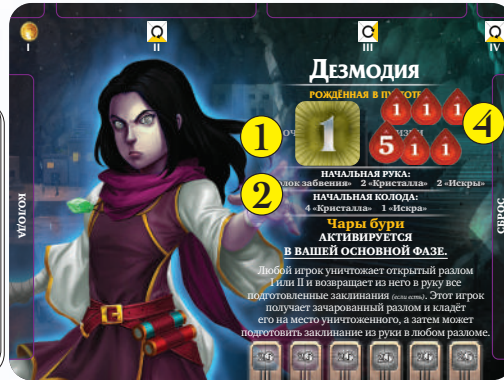 I II III IV
Дезмодия
РОЖДЁННАЯ В
1 1 1 1
5 1 1
1
4
2
НАЧАЛЬНАЯ РУКА:
забвения» 2 «Кристалла» 2 «Искры»
НАЧАЛЬНАЯ КОЛОДА:
4 «Кристалла» 1 «Искра»
Чары бури
АКТИВИРУЕТСЯ
В ВАШЕЙ ОСНОВНОЙ ФАЗЕ.
Любой игрок уничтожает открытый разлом
I или II и возвращает из него в руку все
подготовленные заклинания (если есть). Этот игрок
получает зачарованный разлом и кладёт
его на место уничтоженного, а затем может
подготовить заклинание из руки в любом разломе.
КОЛОДА
СБРОС